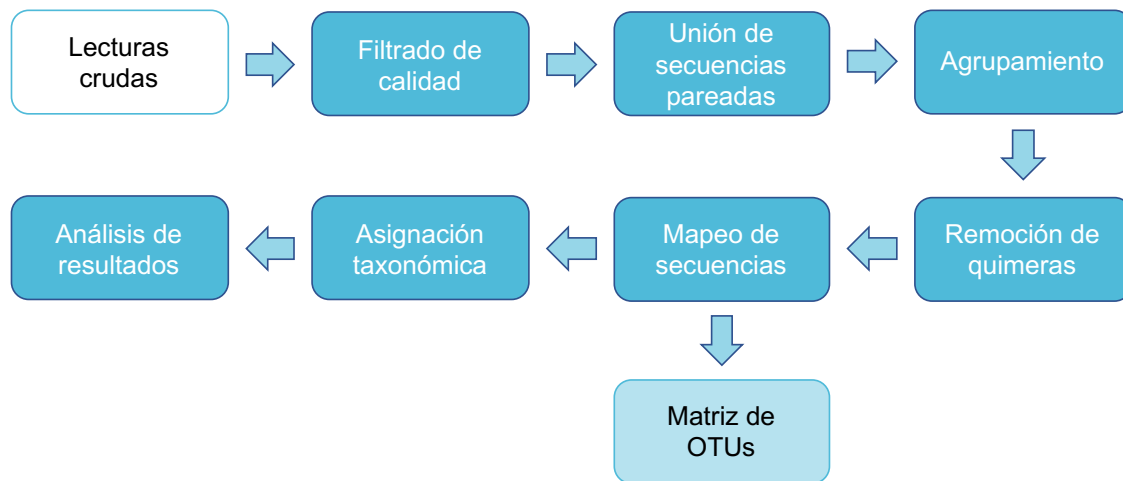 Lecturas
crudas
Filtrado de
calidad
Unión de
secuencias
pareadas
Agrupamiento
Remoción de
quimeras
Mapeo de
secuencias
Asignación
taxonómica
Análisis de
resultados
Matriz de
OTUs